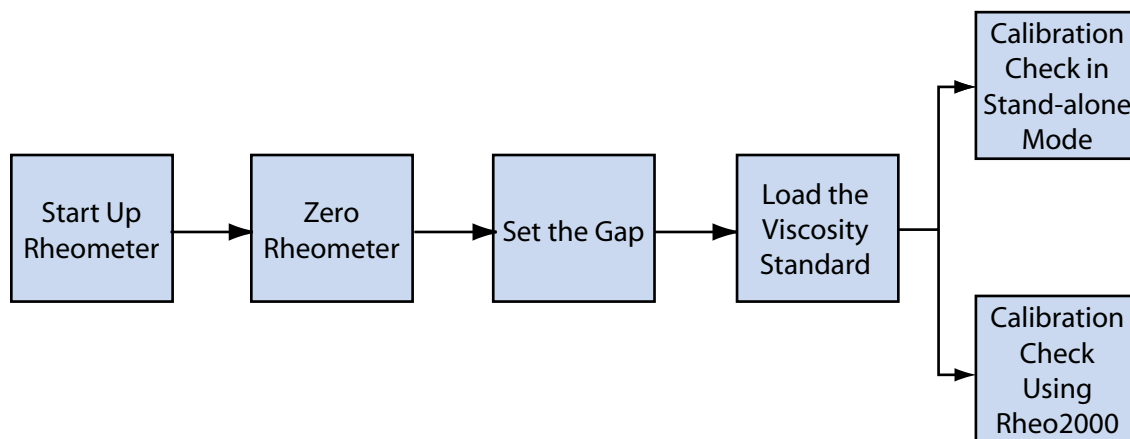 Start Up
Rheometer
Zero
Rheometer
Set the Gap
Load the
Viscosity
Standard
Calibration
Check in
Stand-alone
Mode
Calibration
Check
Using
Rheo2000